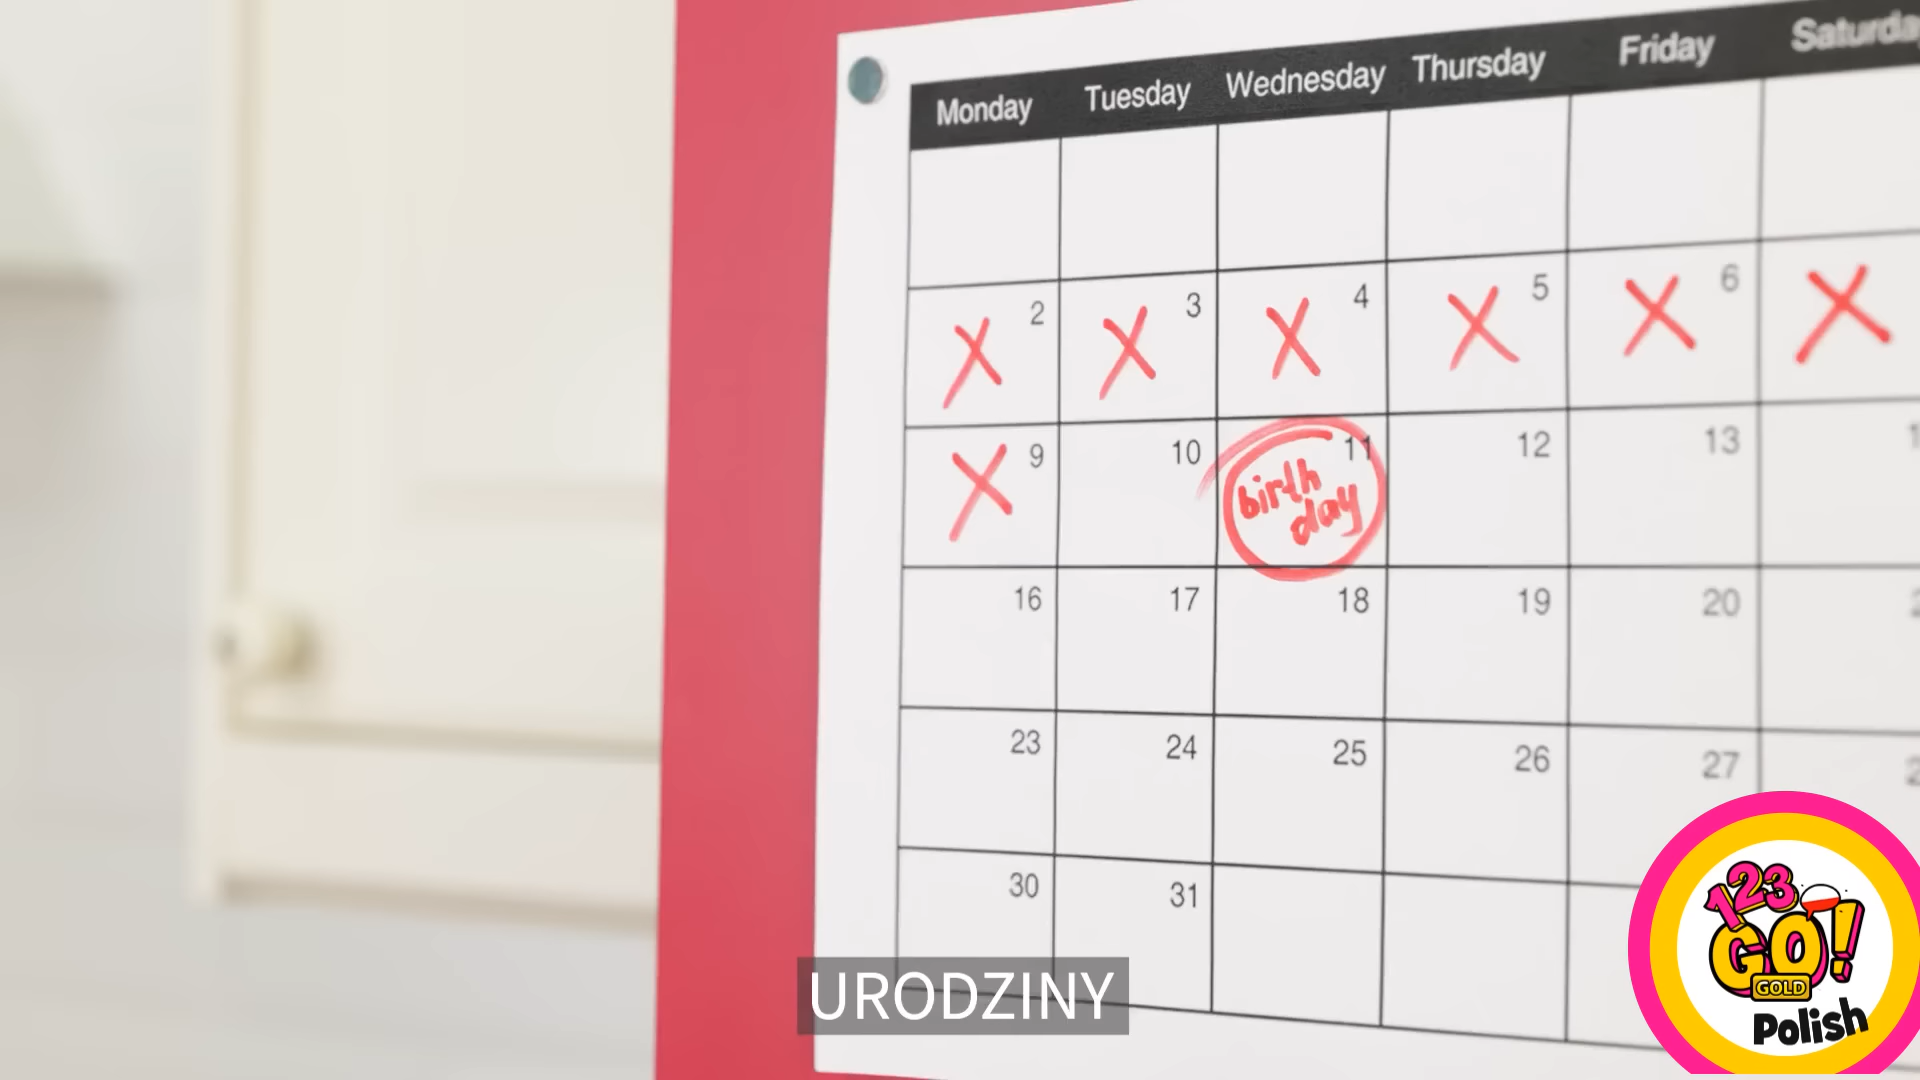 Monday Tuesday Wednesday Thursday Friday
2 3 4 5 6
9 10 11 12 13
birth
day
16 17 18 19 20
23 24 25 26 27
30 31
URODZINY
123
GO!
GOLD
Polish